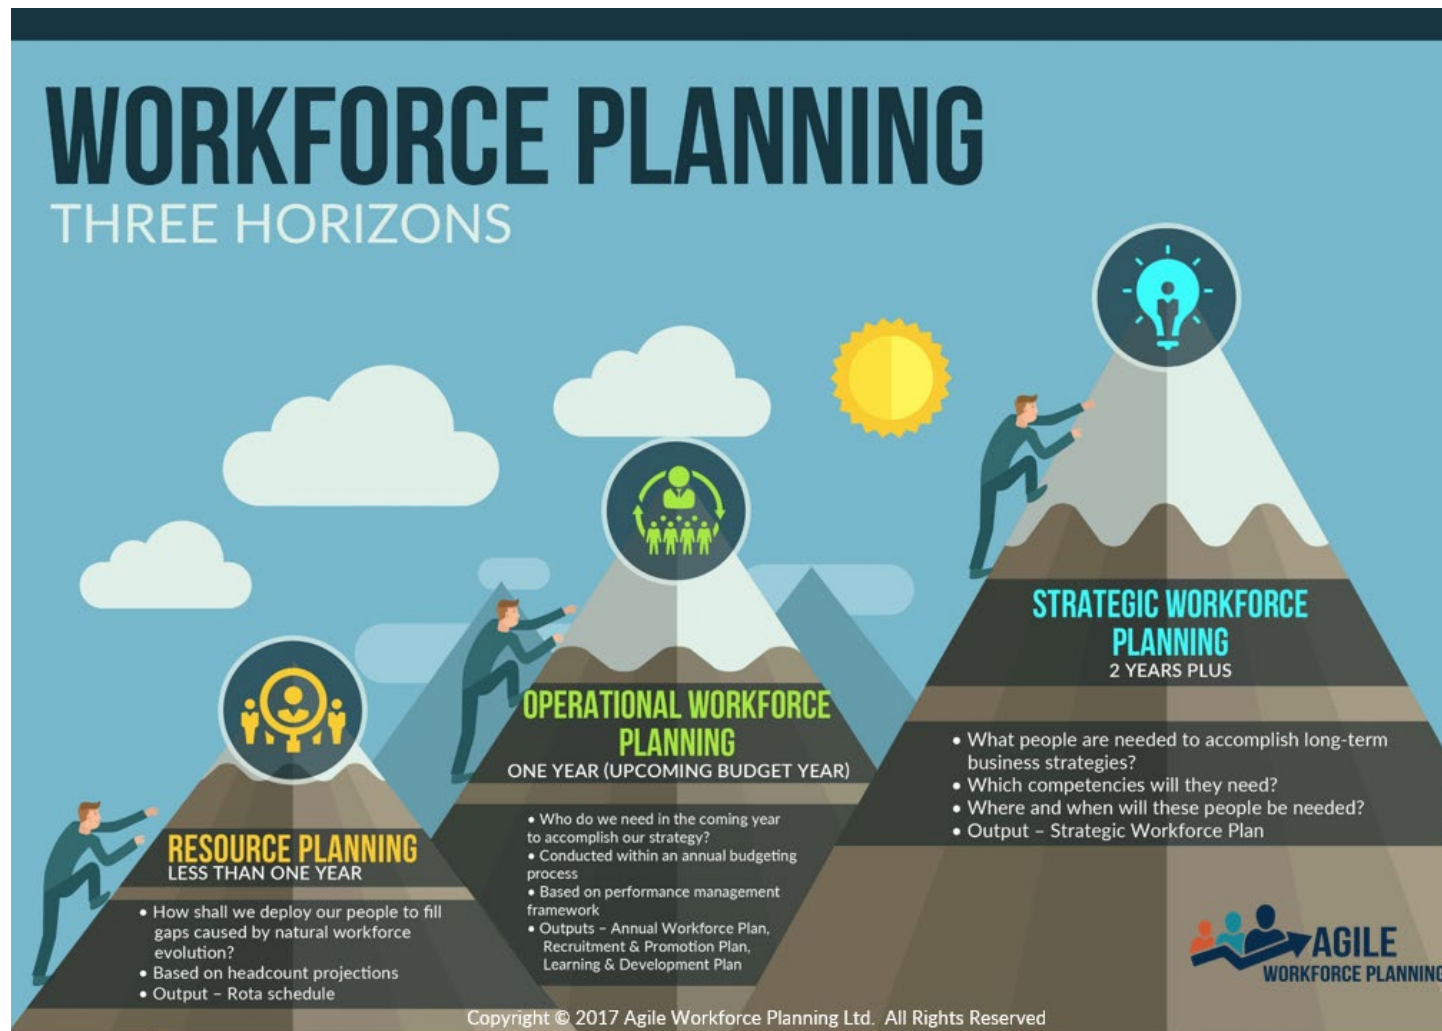 WORKFORCE PLANNING
THREE HORIZONS
RESOURCE PLANNING
LESS THAN ONE YEAR
• How shall we deploy our people to fill
gaps caused by natural workforce
evolution?
• Based on headcount projections
• Output – Rota schedule
OPERATIONAL WORKFORCE
PLANNING
ONE YEAR (UPCOMING BUDGET YEAR)
• Who do we need in the coming year
to accomplish our strategy?
• Conducted within an annual budgeting
process
• Based on performance management
framework
• Outputs – Annual Workforce Plan,
Recruitment & Promotion Plan,
Learning & Development Plan
STRATEGIC WORKFORCE
PLANNING
2 YEARS PLUS
• What people are needed to accomplish long-term
business strategies?
• Which competencies will they need?
• Where and when will these people be needed?
• Output – Strategic Workforce Plan
AGILE
WORKFORCE PLANNING
Copyright © 2017 Agile Workforce Planning Ltd. All Rights Reserved